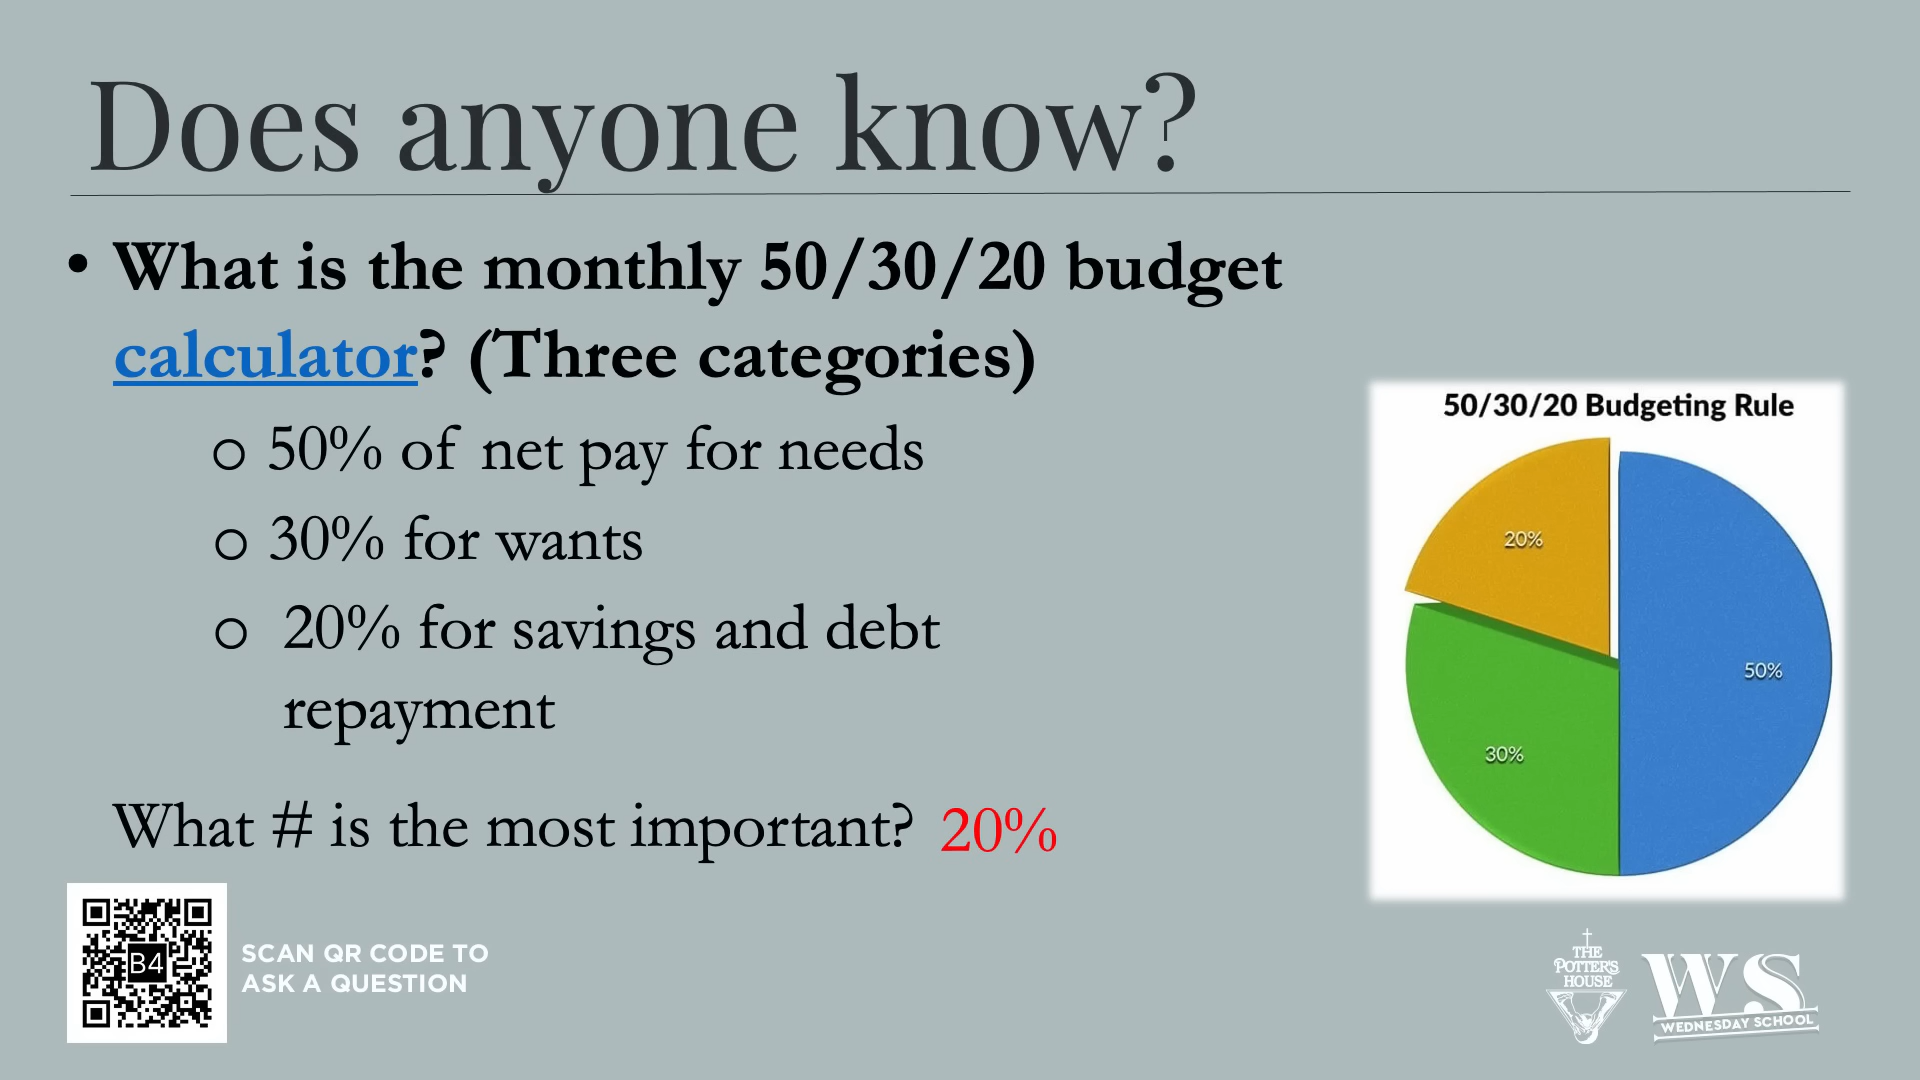 Does anyone know?
• What is the monthly 50/30/20 budget
calculator? (Three categories)
o 50% of net pay for needs
o 30% for wants
o 20% for savings and debt
repayment
What # is the most important? 20%
50/30/20 Budgeting Rule
20%
50%
30%
B4
SCAN QR CODE TO
ASK A QUESTION
THE
POTTER'S
HOUSE
WS
WEDNESDAY SCHOOL